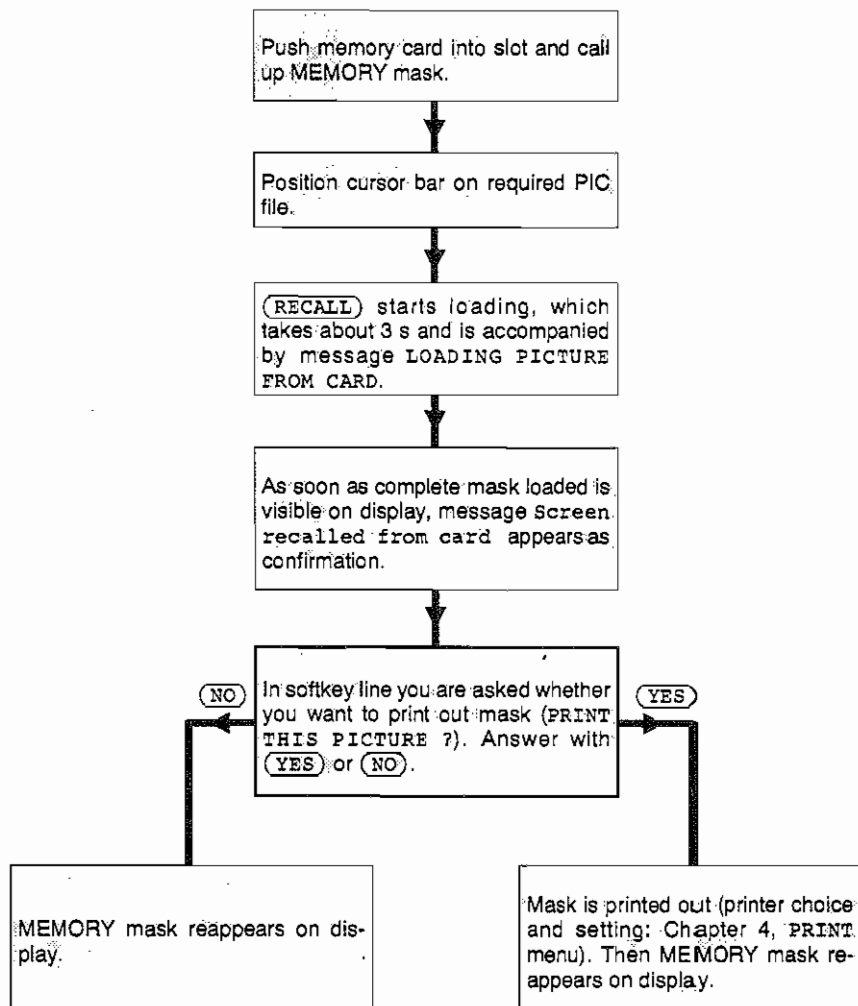 Push memory card into slot and call
up MEMORY mask.
Position cursor bar on required PIC
file.
(RECALL) starts loading, which
takes about 3 s and is accompanied
by message LOADING PICTURE
FROM CARD.
As soon as complete mask loaded is
visible on display, message Screen
recalled from card appears as
confirmation.
(NO)
In softkey line you are asked whether
you want to print out mask (PRINT
THIS PICTURE ?). Answer with
(YES) or (NO).
(YES)
MEMORY mask reappears on dis-
play.
Mask is printed out (printer choice
and setting: Chapter 4, PRINT
menu). Then MEMORY mask re-
appears on display.